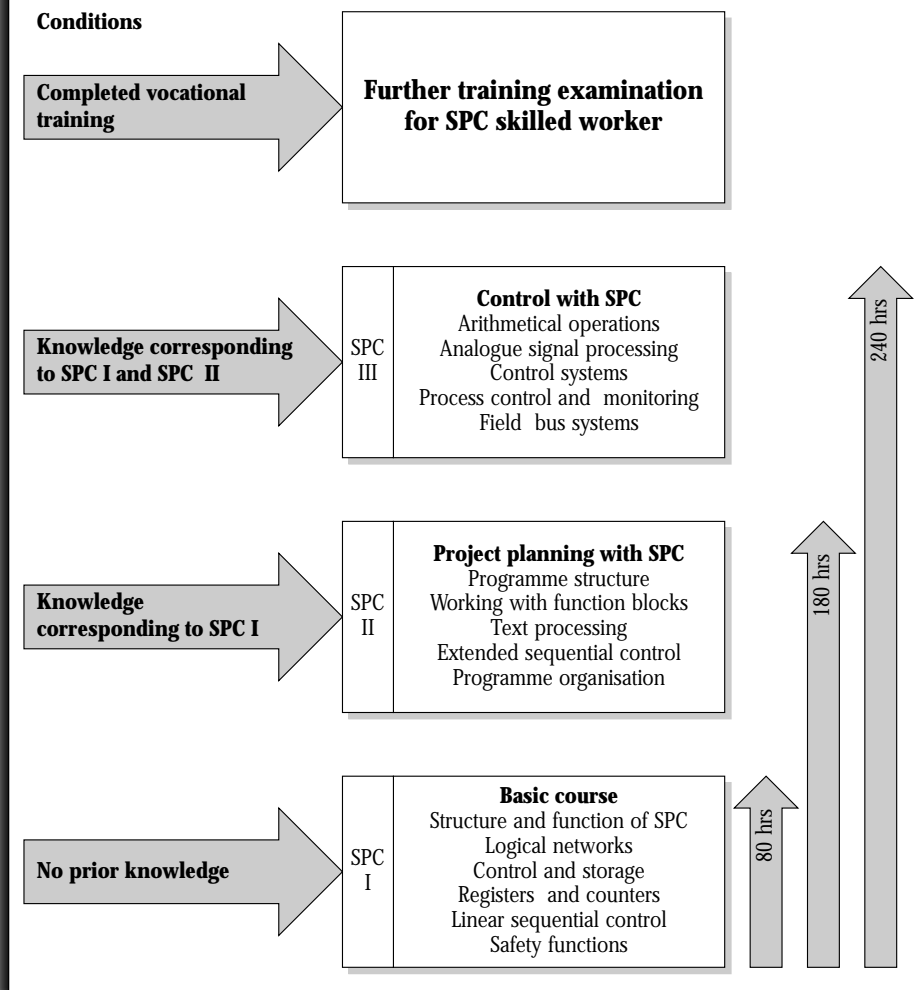 Conditions
Completed vocational
training
Further training examination
for SPC skilled worker
Knowledge corresponding
to SPC I and SPC II
SPC
III
Control with SPC
Arithmetical operations
Analogue signal processing
Control systems
Process control and monitoring
Field bus systems
240 hrs
Knowledge
corresponding to SPC I
SPC
II
Project planning with SPC
Programme structure
Working with function blocks
Text processing
Extended sequential control
Programme organisation
180 hrs
No prior knowledge
SPC
I
Basic course
Structure and function of SPC
Logical networks
Control and storage
Registers and counters
Linear sequential control
Safety functions
80 hrs